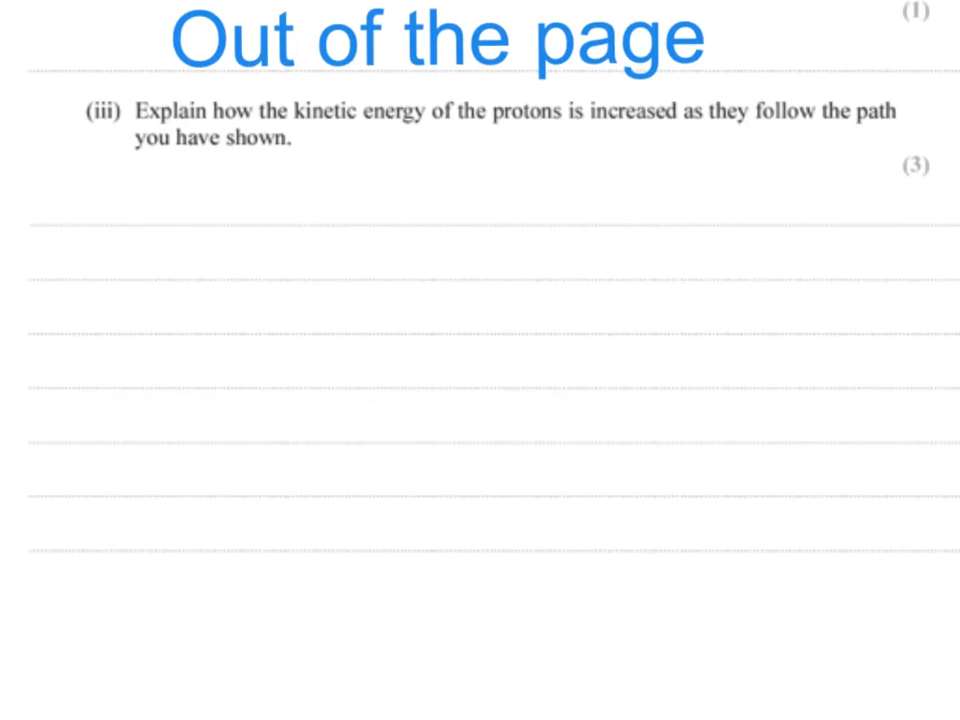 (1)
Out of the page
(iii) Explain how the kinetic energy of the protons is increased as they follow the path
you have shown.
(3)